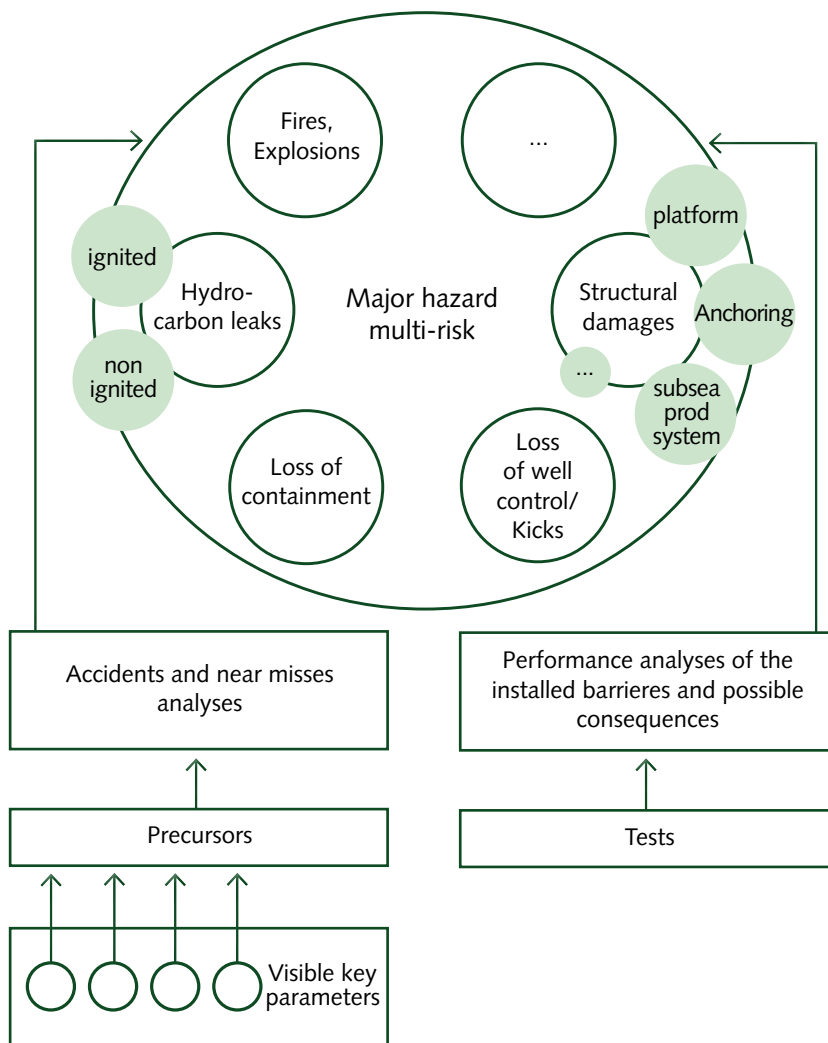 Fires,
Explosions
...
platform
ignited
Hydro-
carbon leaks
Major hazard
multi-risk
Structural
damages
Anchoring
non
ignited
...
subsea
prod
system
Loss of
containment
Loss
of well
control/
Kicks
Accidents and near misses
analyses
Performance analyses of the
installed barrieres and possible
consequences
Precursors
Tests
Visible key
parameters